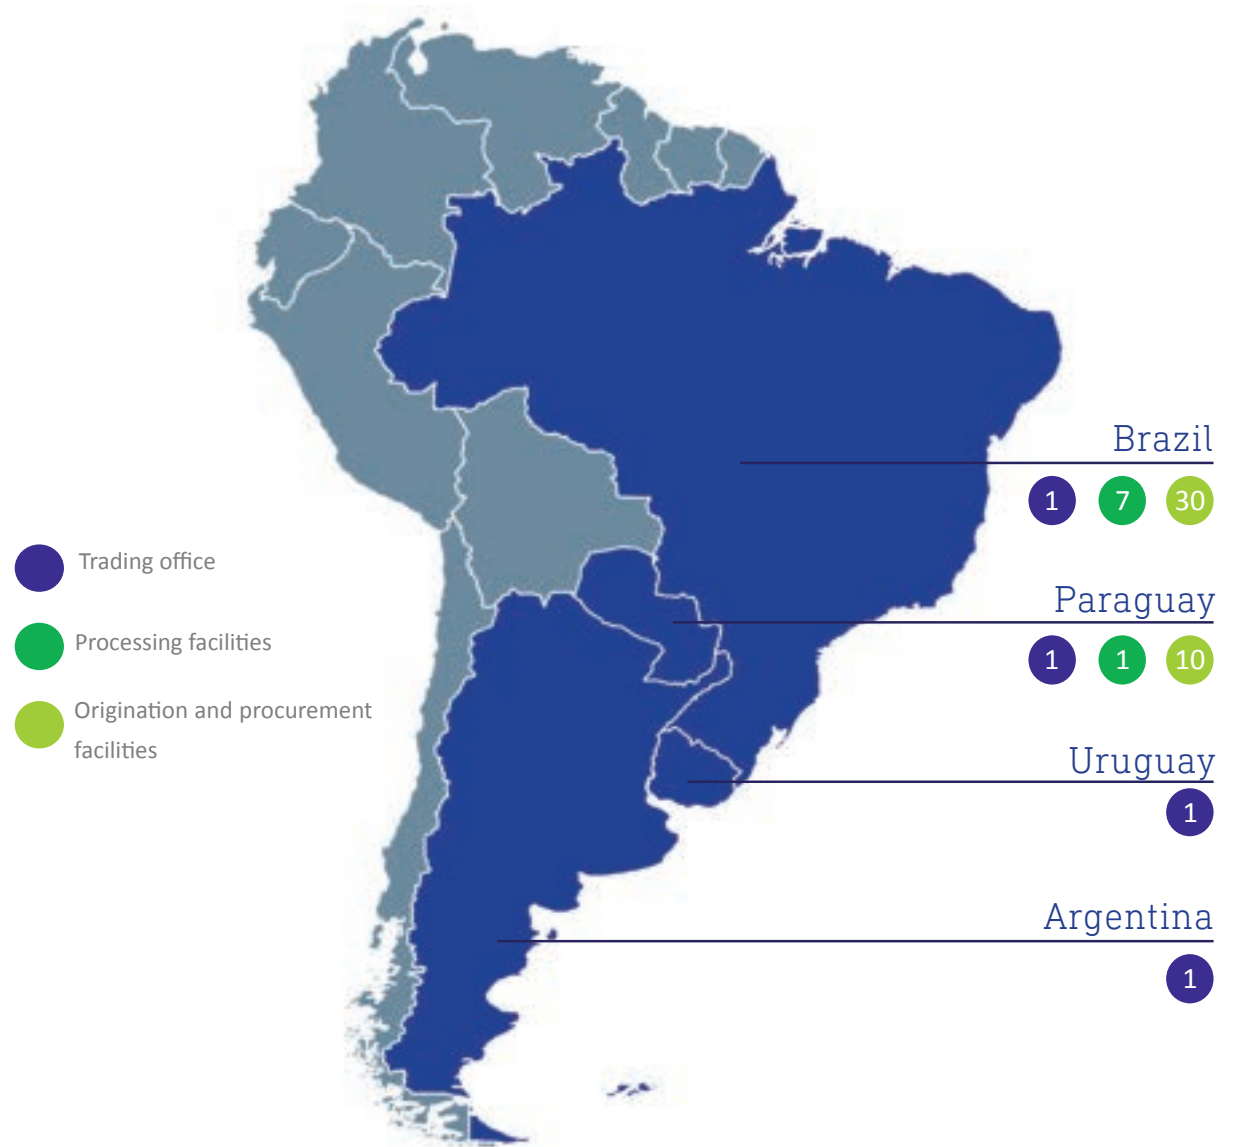 Brazil
1 7 30
Trading office
Paraguay
1 1 10
Processing facilities
Origination and procurement
facilities
Uruguay
1
Argentina
1